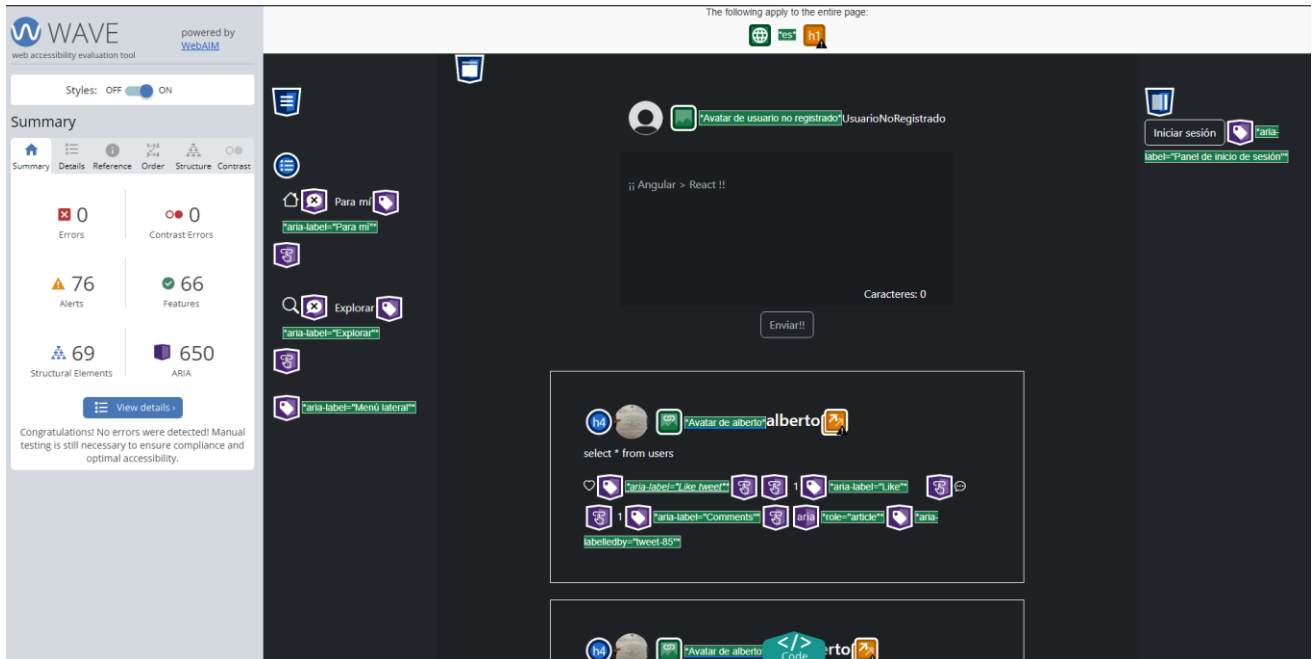 WAVE
web accessibility evaluation tool
powered by
WebAIM
Styles: OFF ON
Summary
Summary Details Reference Order Structure Contrast
0
Errors
0
Contrast Errors
76
Alerts
66
Features
69
Structural Elements
650
ARIA
View details ›
Congratulations! No errors were detected! Manual
testing is still necessary to ensure compliance and
optimal accessibility.
The following apply to the entire page:
*es* h1
Para mí
*aria-label="Para mí"*
Explorar
*aria-label="Explorar"*
*aria-label="Menú lateral"*
*Avatar de usuario no registrado*UsuarioNoRegistrado
¡¡ Angular > React !!
Caracteres: 0
Enviar!!
h4 *Avatar de alberto*alberto
select * from users
*aria-label="Like tweet"* 1 *aria-label="Like"*
1 *aria-label="Comments"* aria *role="article"* *aria-
labelledby="tweet-85"*
h4 *Avatar de alberto rto
</>
Code
Iniciar sesión *aria-
label="Panel de inicio de sesión"*